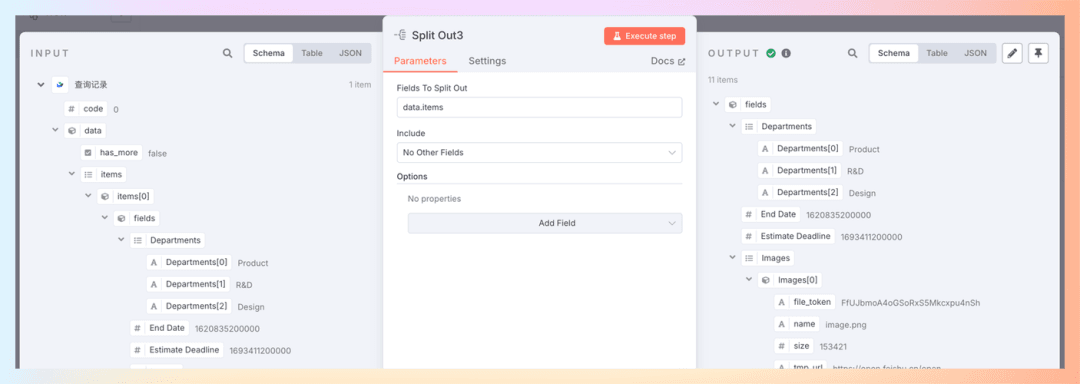 INPUT
Schema
Table
JSON
查询记录
1 item
# code 0
data
has_more false
items
items[0]
fields
Departments
A Departments[0] Product
A Departments[1] R&D
A Departments[2] Design
# End Date 1620835200000
# Estimate Deadline 1693411200000
Split Out3
Execute step
Parameters
Settings
Docs
Fields To Split Out
data.items
Include
No Other Fields
Options
No properties
Add Field
OUTPUT
Schema
Table
JSON
11 items
fields
Departments
A Departments[0] Product
A Departments[1] R&D
A Departments[2] Design
# End Date 1620835200000
# Estimate Deadline 1693411200000
Images
Images[0]
A file_token FfUJbmoA4oGSoRxS5Mkcxpu4nSh
A name image.png
# size 153421
A tmp_url https://open.feishu.cn/open